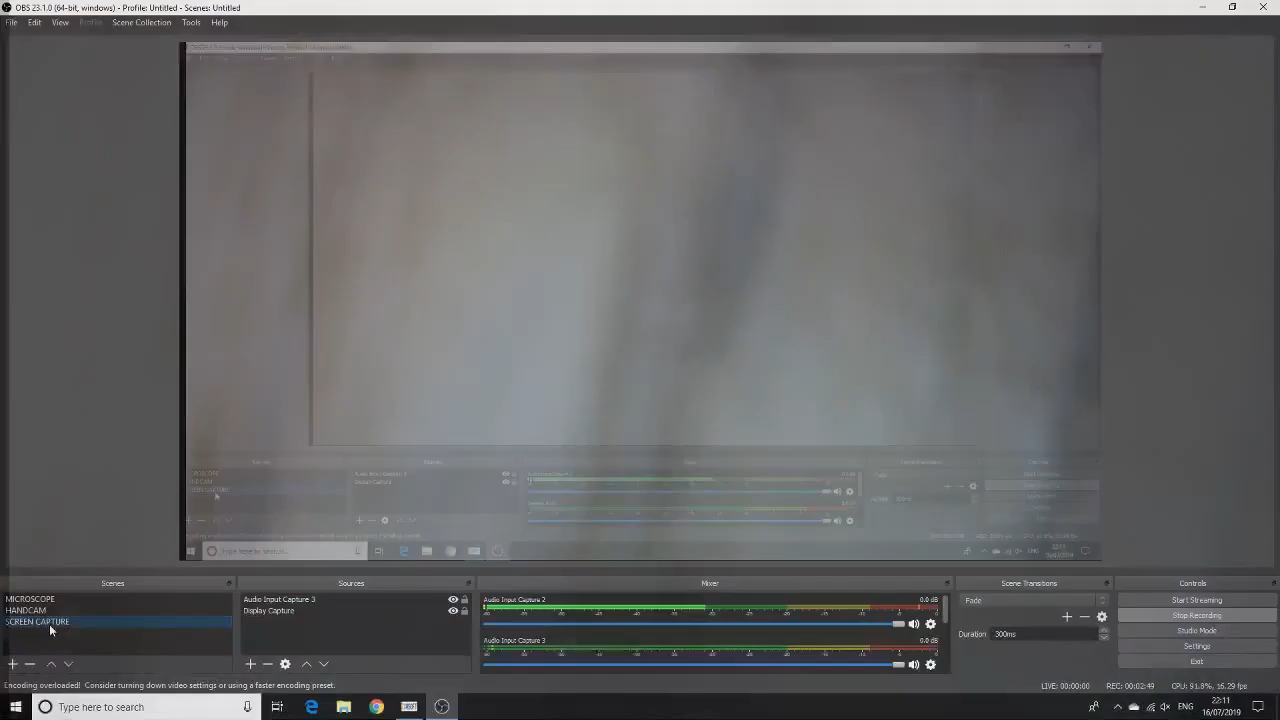 OBS 23.1.0 (64-bit, windows) - Profile: Untitled - Scenes: Untitled
File Edit View Profile Scene Collection Tools Help
Scenes Sources Mixer Scene Transitions Controls
MICROSCOPE
HANDCAM
SCREEN CAPTURE
Audio Input Capture 3
Display Capture
Audio Input Capture 2 0.0 dB
Audio Input Capture 3 0.0 dB
Fade
Duration 300ms
Start Streaming
Stop Recording
Studio Mode
Settings
Exit
Encoding overloaded! Consider turning down video settings or using a faster encoding preset.
LIVE: 00:00:00 REC: 00:02:49 CPU: 91.8%, 16.29 fps
Type here to search
ENG
22:11
16/07/2019